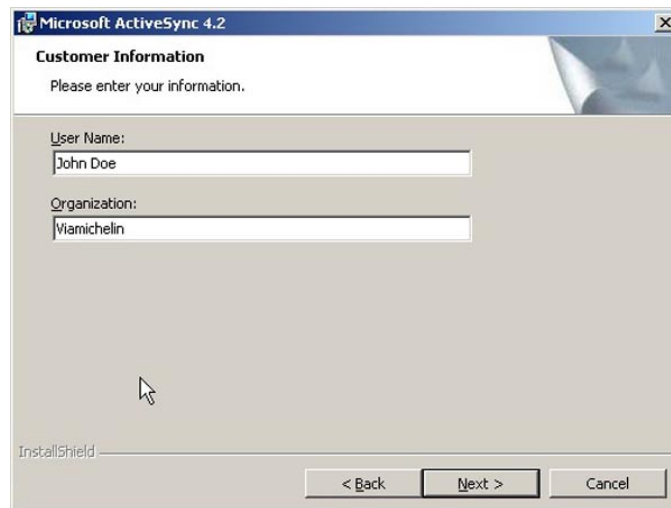 Microsoft ActiveSync 4.2
Customer Information
Please enter your information.
User Name:
John Doe
Organization:
Viamichelin
InstallShield
< Back
Next >
Cancel